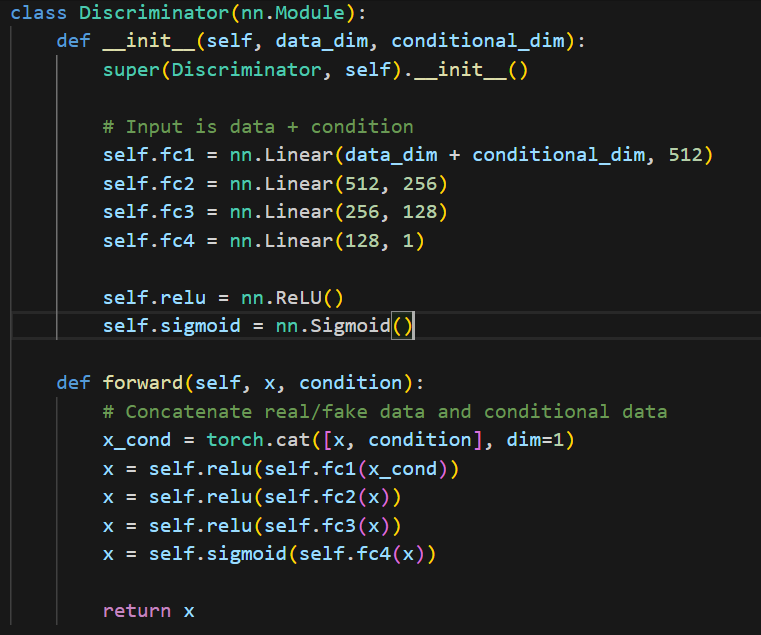 class Discriminator(nn.Module):
    def __init__(self, data_dim, conditional_dim):
        super(Discriminator, self).__init__()

        # Input is data + condition
        self.fc1 = nn.Linear(data_dim + conditional_dim, 512)
        self.fc2 = nn.Linear(512, 256)
        self.fc3 = nn.Linear(256, 128)
        self.fc4 = nn.Linear(128, 1)

        self.relu = nn.ReLU()
        self.sigmoid = nn.Sigmoid()

    def forward(self, x, condition):
        # Concatenate real/fake data and conditional data
        x_cond = torch.cat([x, condition], dim=1)
        x = self.relu(self.fc1(x_cond))
        x = self.relu(self.fc2(x))
        x = self.relu(self.fc3(x))
        x = self.sigmoid(self.fc4(x))

        return x